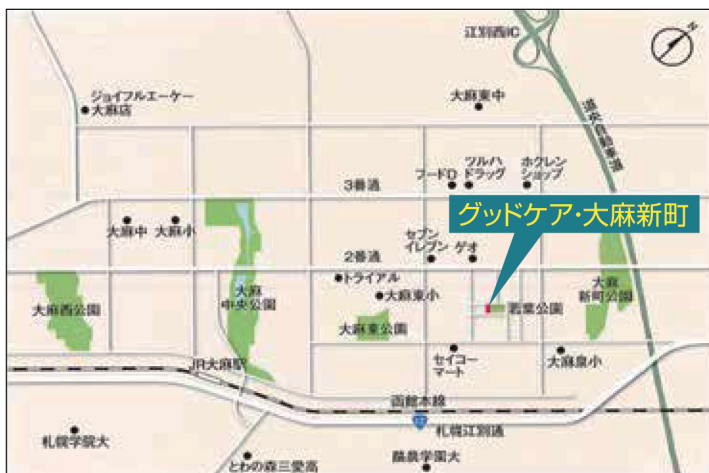 江別西IC
N
ジョイフルエーケー
大麻店
大麻東中
道央自動車道
フードD
ツルハ
ドラッグ
ホクレン
ショップ
3番通
グッドケア・大麻新町
大麻中
大麻小
セブン
イレブン
ゲオ
2番通
大麻西公園
大麻
中央公園
トライアル
大麻東小
大麻東公園
若葉公園
大麻
新町公園
JR大麻駅
セイコー
マート
大麻泉小
函館本線
12
札幌江別通
札幌学院大
とわの森三愛高
酪農学園大